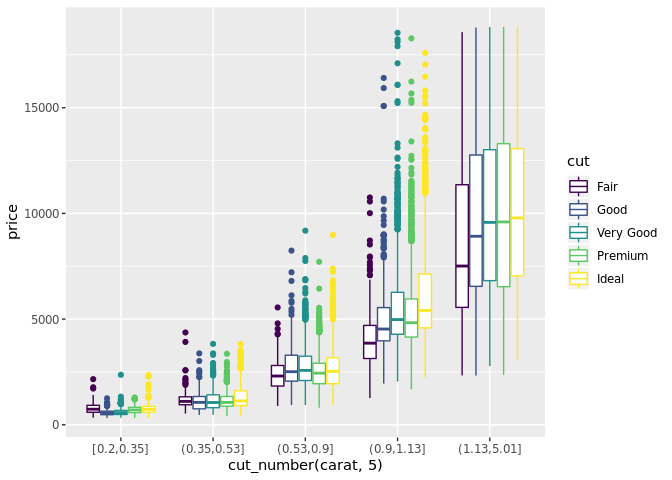 15000
10000
5000
0
price
[0.2,0.35]
(0.35,0.53]
(0.53,0.9]
(0.9,1.13]
(1.13,5.01]
cut_number(carat, 5)
cut
Fair
Good
Very Good
Premium
Ideal